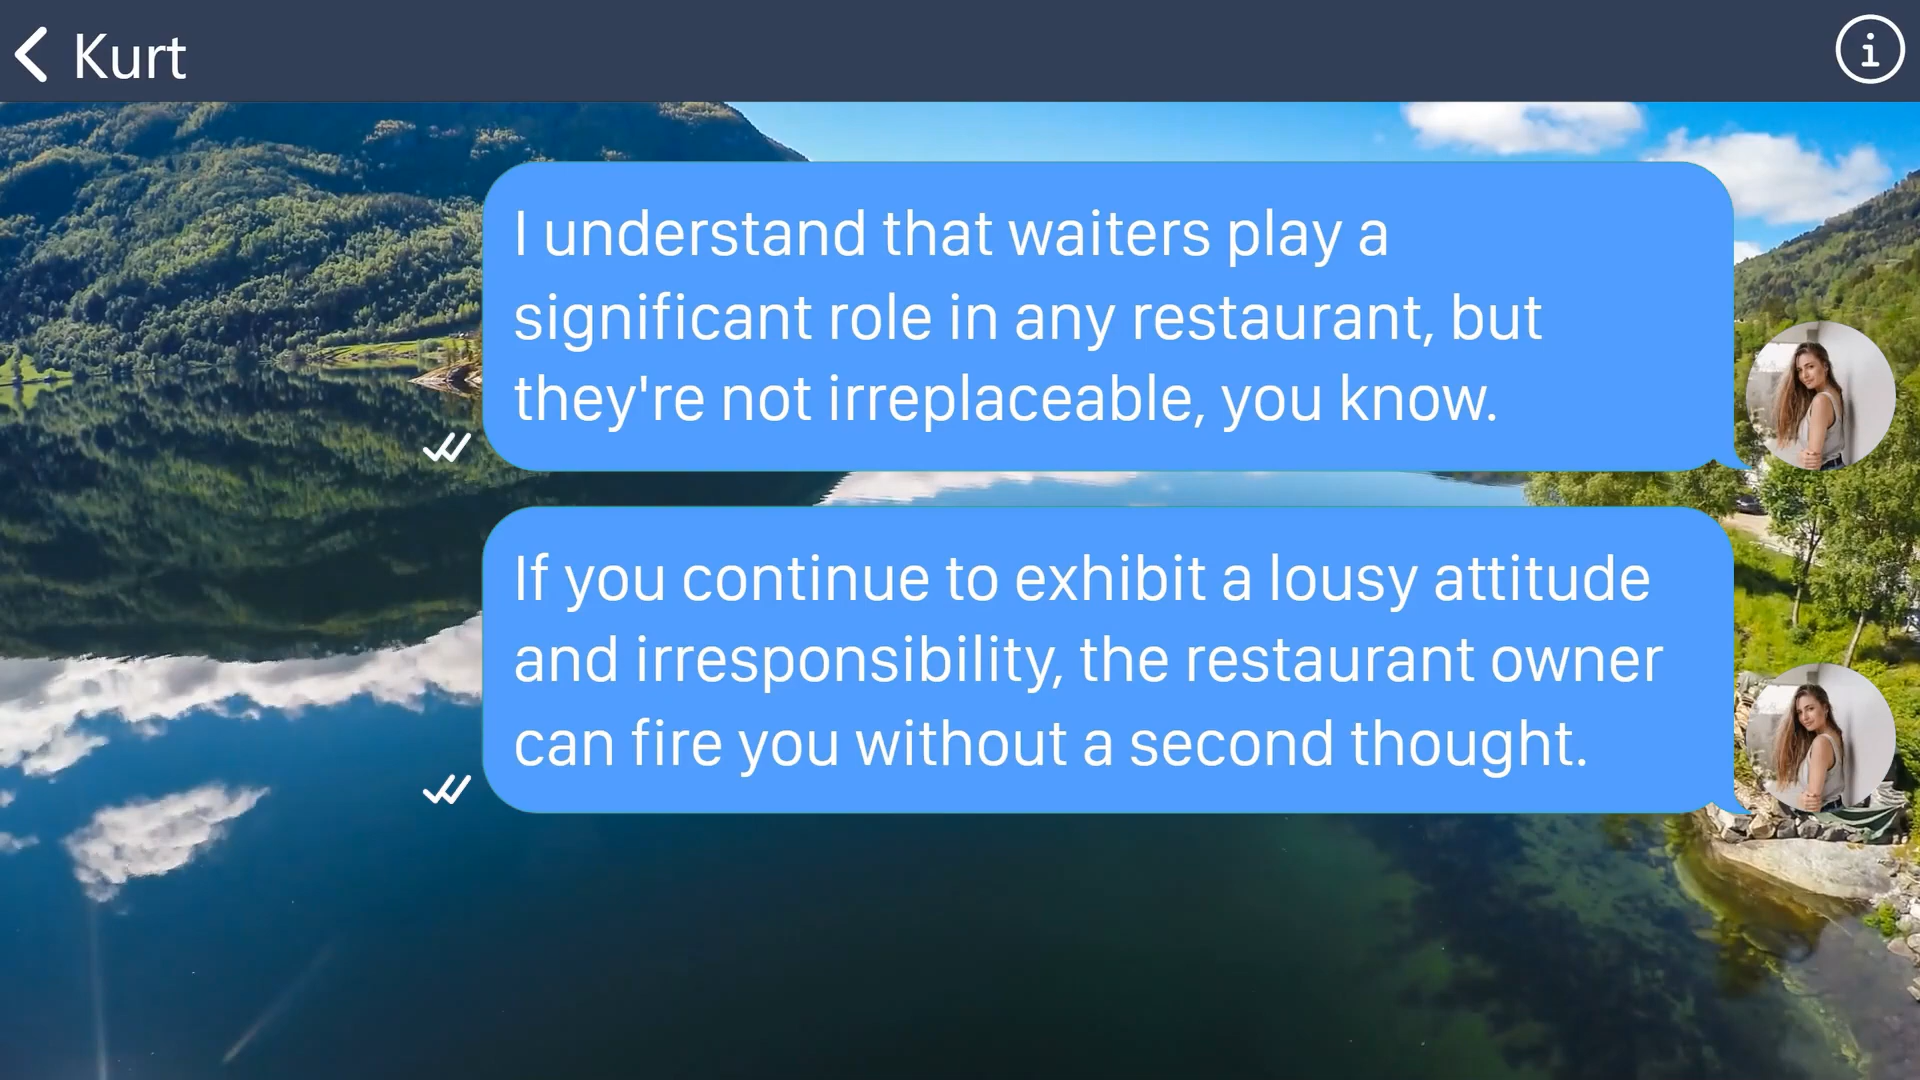 Kurt
I understand that waiters play a
significant role in any restaurant, but
they're not irreplaceable, you know.
If you continue to exhibit a lousy attitude
and irresponsibility, the restaurant owner
can fire you without a second thought.